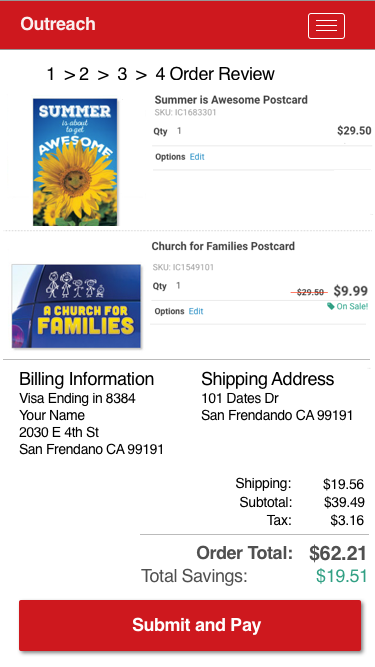 Outreach
1 > 2 > 3 > 4 Order Review
SUMMER
is about
to get
AWESOME
Summer is Awesome Postcard
SKU: IC1683301
Qty 1 $29.50
Options Edit
Church for Families Postcard
SKU: IC1549101
A CHURCH FOR
FAMILIES
Qty 1
$29.50 $9.99
On Sale!
Options Edit
Billing Information
Visa Ending in 8384
Your Name
2030 E 4th St
San Frendano CA 99191
Shipping Address
101 Dates Dr
San Frendando CA 99191
Shipping: $19.56
Subtotal: $39.49
Tax: $3.16
Order Total: $62.21
Total Savings: $19.51
Submit and Pay